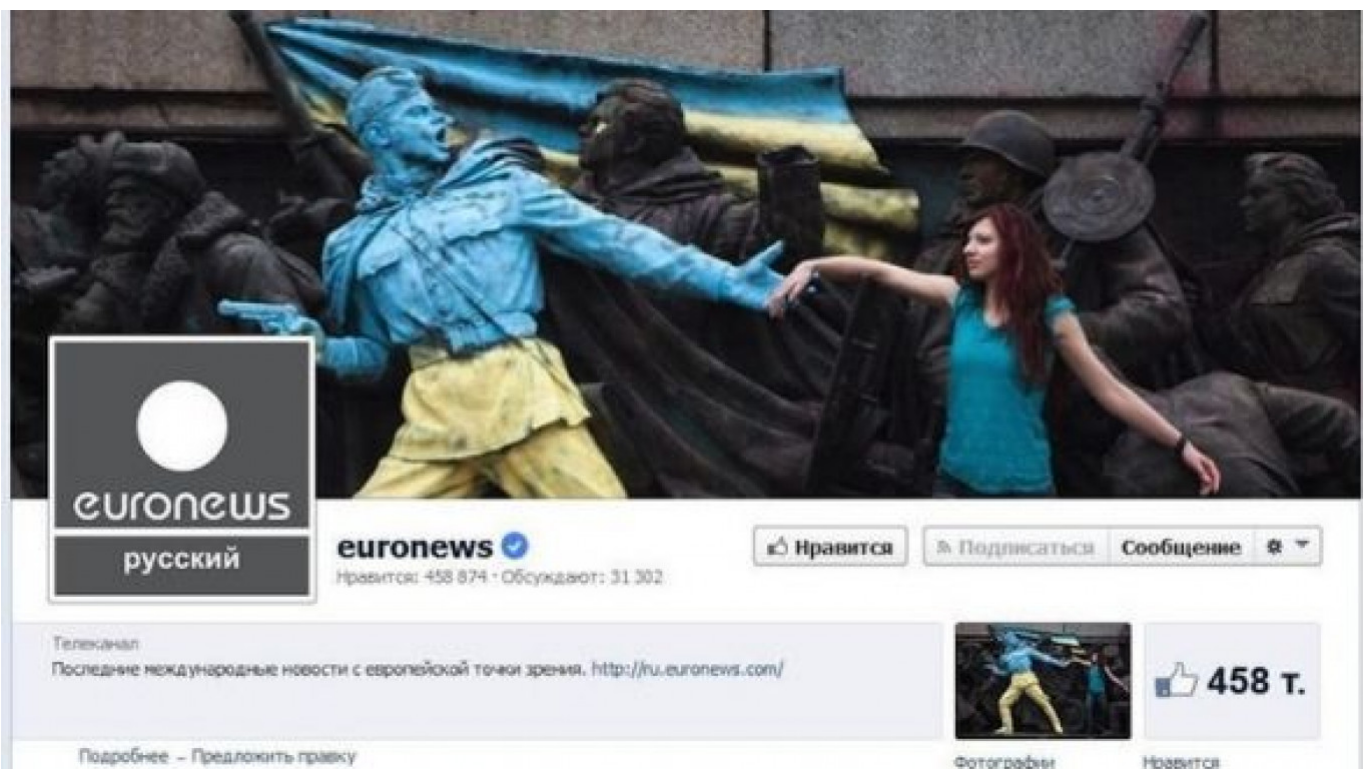 euronews
русский
euronews
Нравится
Подписаться
Сообщение
Нравится: 458 874 · Обсуждают: 31 302
Телеканал
Последние международные новости с европейской точки зрения. http://ru.euronews.com/
458 т.
Подробнее – Предложить правку
Фотографии
Нравится